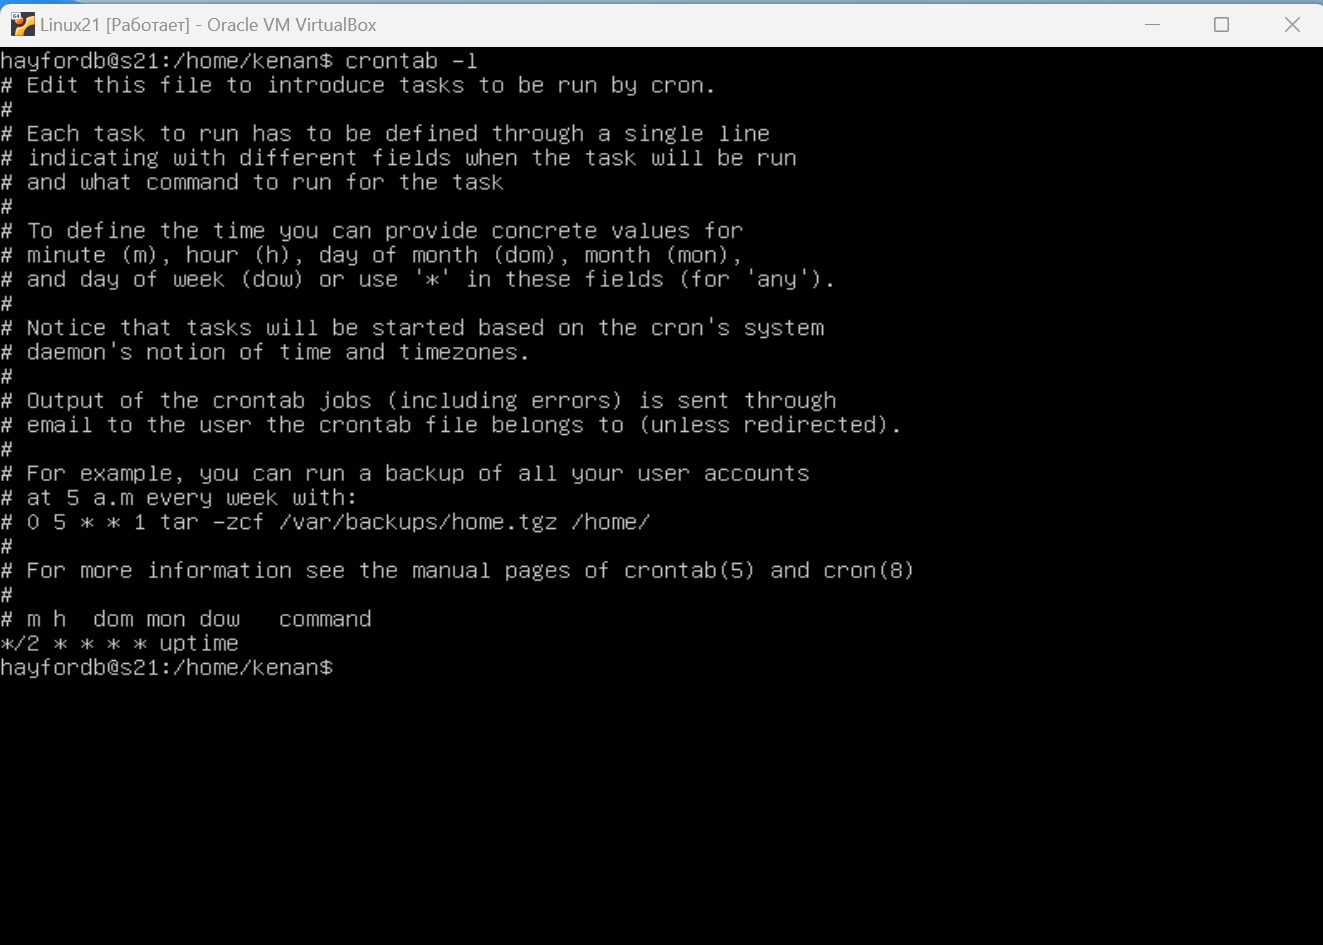 Linux21 [Работает] - Oracle VM VirtualBox
hayfordb@s21:/home/kenan$ crontab -l
# Edit this file to introduce tasks to be run by cron.
#
# Each task to run has to be defined through a single line
# indicating with different fields when the task will be run
# and what command to run for the task
#
# To define the time you can provide concrete values for
# minute (m), hour (h), day of month (dom), month (mon),
# and day of week (dow) or use '*' in these fields (for 'any').
#
# Notice that tasks will be started based on the cron's system
# daemon's notion of time and timezones.
#
# Output of the crontab jobs (including errors) is sent through
# email to the user the crontab file belongs to (unless redirected).
#
# For example, you can run a backup of all your user accounts
# at 5 a.m every week with:
# 0 5 * * 1 tar -zcf /var/backups/home.tgz /home/
#
# For more information see the manual pages of crontab(5) and cron(8)
#
# m h  dom mon dow   command
*/2 * * * * uptime
hayfordb@s21:/home/kenan$